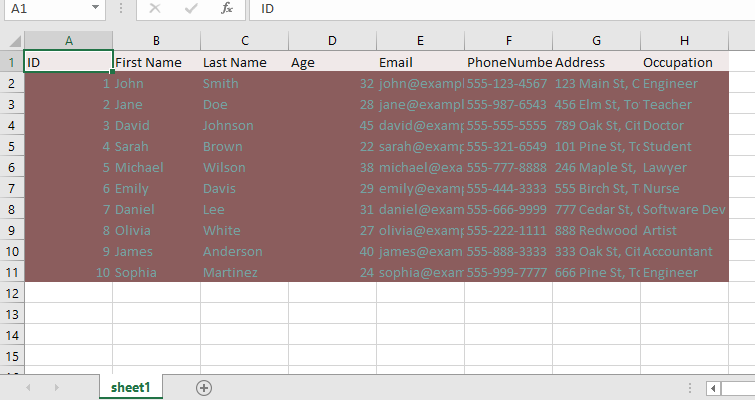 A1 fx ID
A B C D E F G H
1 ID First Name Last Name Age Email PhoneNumbe Address Occupation
2 1 John Smith 32 john@exampl 555-123-4567 123 Main St, C Engineer
3 2 Jane Doe 28 jane@exampl 555-987-6543 456 Elm St, To Teacher
4 3 David Johnson 45 david@examp 555-555-5555 789 Oak St, Cit Doctor
5 4 Sarah Brown 22 sarah@examp 555-321-6549 101 Pine St, To Student
6 5 Michael Wilson 38 michael@exa 555-777-8888 246 Maple St, Lawyer
7 6 Emily Davis 29 emily@examp 555-444-3333 555 Birch St, T Nurse
8 7 Daniel Lee 31 daniel@exam 555-666-9999 777 Cedar St, Software Dev
9 8 Olivia White 27 olivia@examp 555-222-1111 888 Redwood Artist
10 9 James Anderson 40 james@exam 555-888-3333 333 Oak St, Cit Accountant
11 10 Sophia Martinez 24 sophia@exam 555-999-7777 666 Pine St, To Engineer
12
13
14
15
sheet1